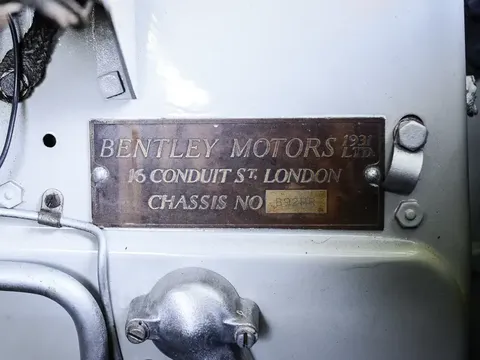 BENTLEY MOTORS 1931 LTD.
16 CONDUIT ST. LONDON
CHASSIS NO